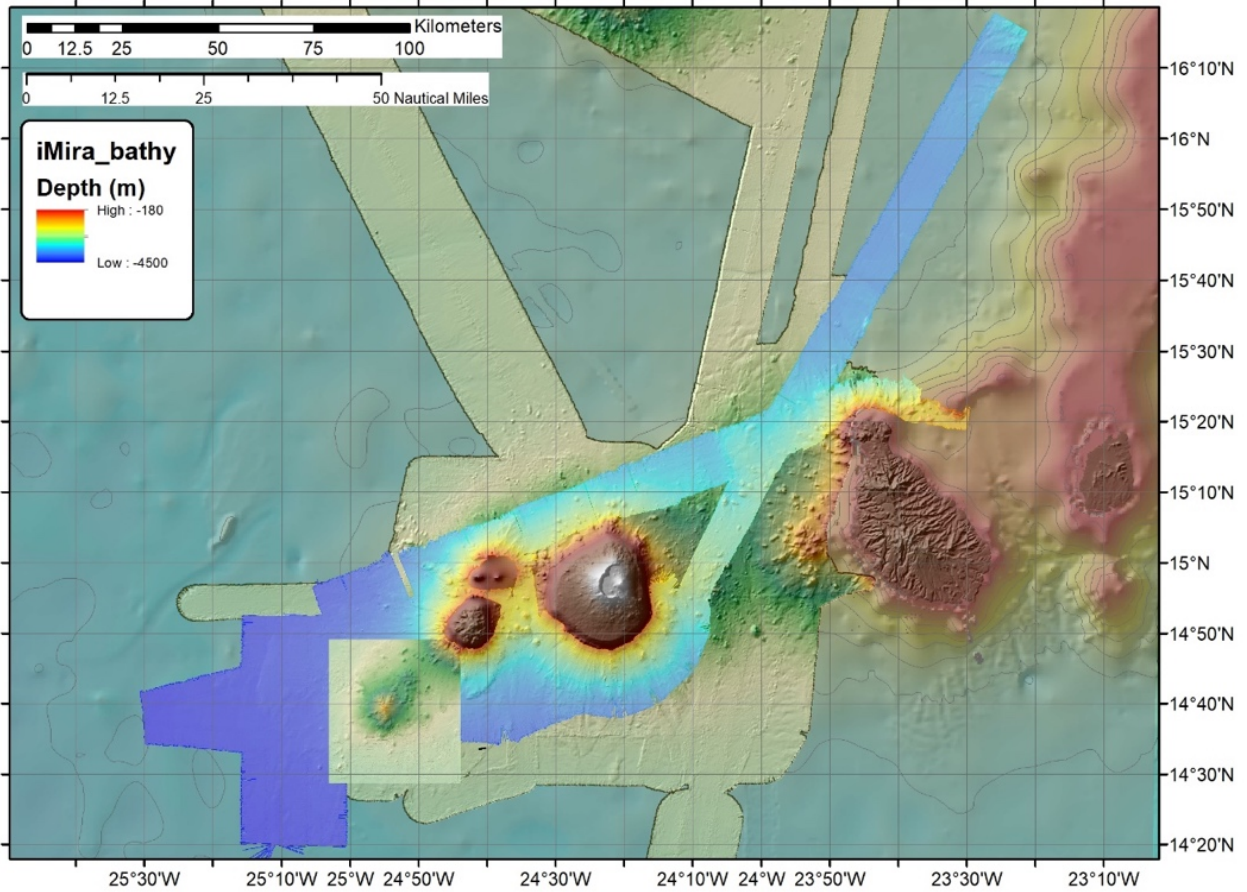 Kilometers
0 12.5 25 50 75 100
0 12.5 25 50 Nautical Miles
iMira_bathy
Depth (m)
High : -180
Low : -4500
16°10'N
16°N
15°50'N
15°40'N
15°30'N
15°20'N
15°10'N
15°N
14°50'N
14°40'N
14°30'N
14°20'N
25°30'W 25°10'W 25°W 24°50'W 24°30'W 24°10'W 24°W 23°50'W 23°30'W 23°10'W